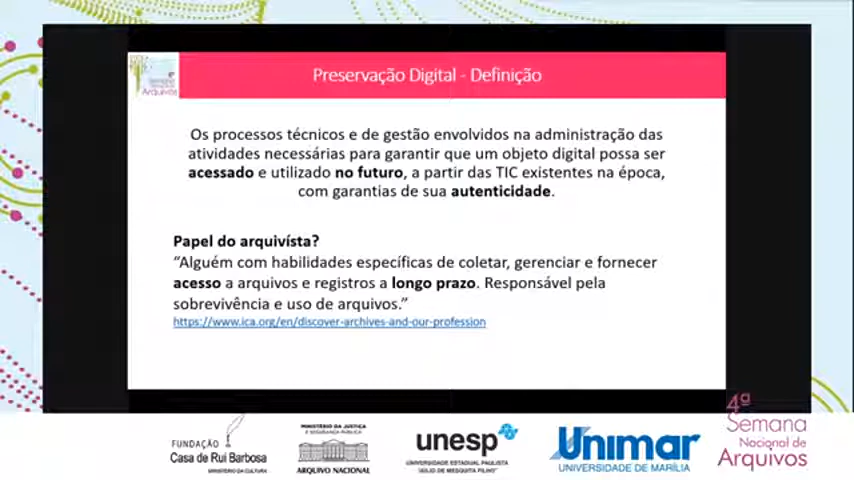 Preservação Digital - Definição
4ª
Semana
Nacional de
Arquivos
Os processos técnicos e de gestão envolvidos na administração das
atividades necessárias para garantir que um objeto digital possa ser
acessado e utilizado no futuro, a partir das TIC existentes na época,
com garantias de sua autenticidade.
Papel do arquivísta?
“Alguém com habilidades específicas de coletar, gerenciar e fornecer
acesso a arquivos e registros a longo prazo. Responsável pela
sobrevivência e uso de arquivos.”
https://www.ica.org/en/discover-archives-and-our-profession
FUNDAÇÃO
Casa de Rui Barbosa
MINISTÉRIO DA CULTURA
MINISTÉRIO DA JUSTIÇA
E SEGURANÇA PÚBLICA
ARQUIVO NACIONAL
unesp
UNIVERSIDADE ESTADUAL PAULISTA
"JÚLIO DE MESQUITA FILHO"
Unimar
UNIVERSIDADE DE MARÍLIA
4ª
Semana
Nacional de
Arquivos